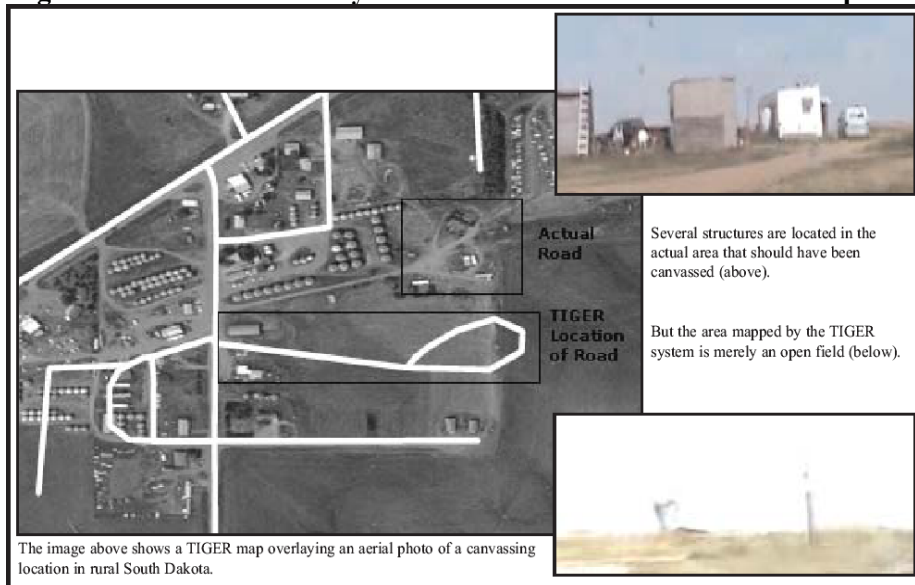 Actual
Road
Several structures are located in the
actual area that should have been
canvassed (above).
TIGER
Location
of Road
But the area mapped by the TIGER
system is merely an open field (below).
The image above shows a TIGER map overlaying an aerial photo of a canvassing
location in rural South Dakota.